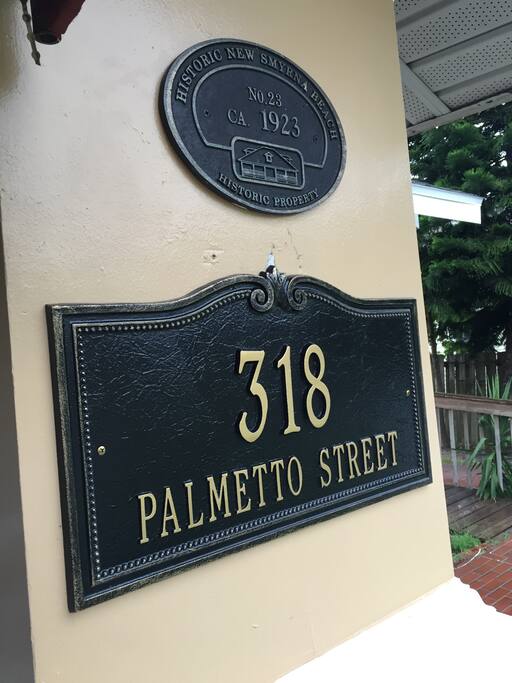 HISTORIC NEW SMYRNA BEACH
No.23
CA. 1923
HISTORIC PROPERTY
318
PALMETTO STREET